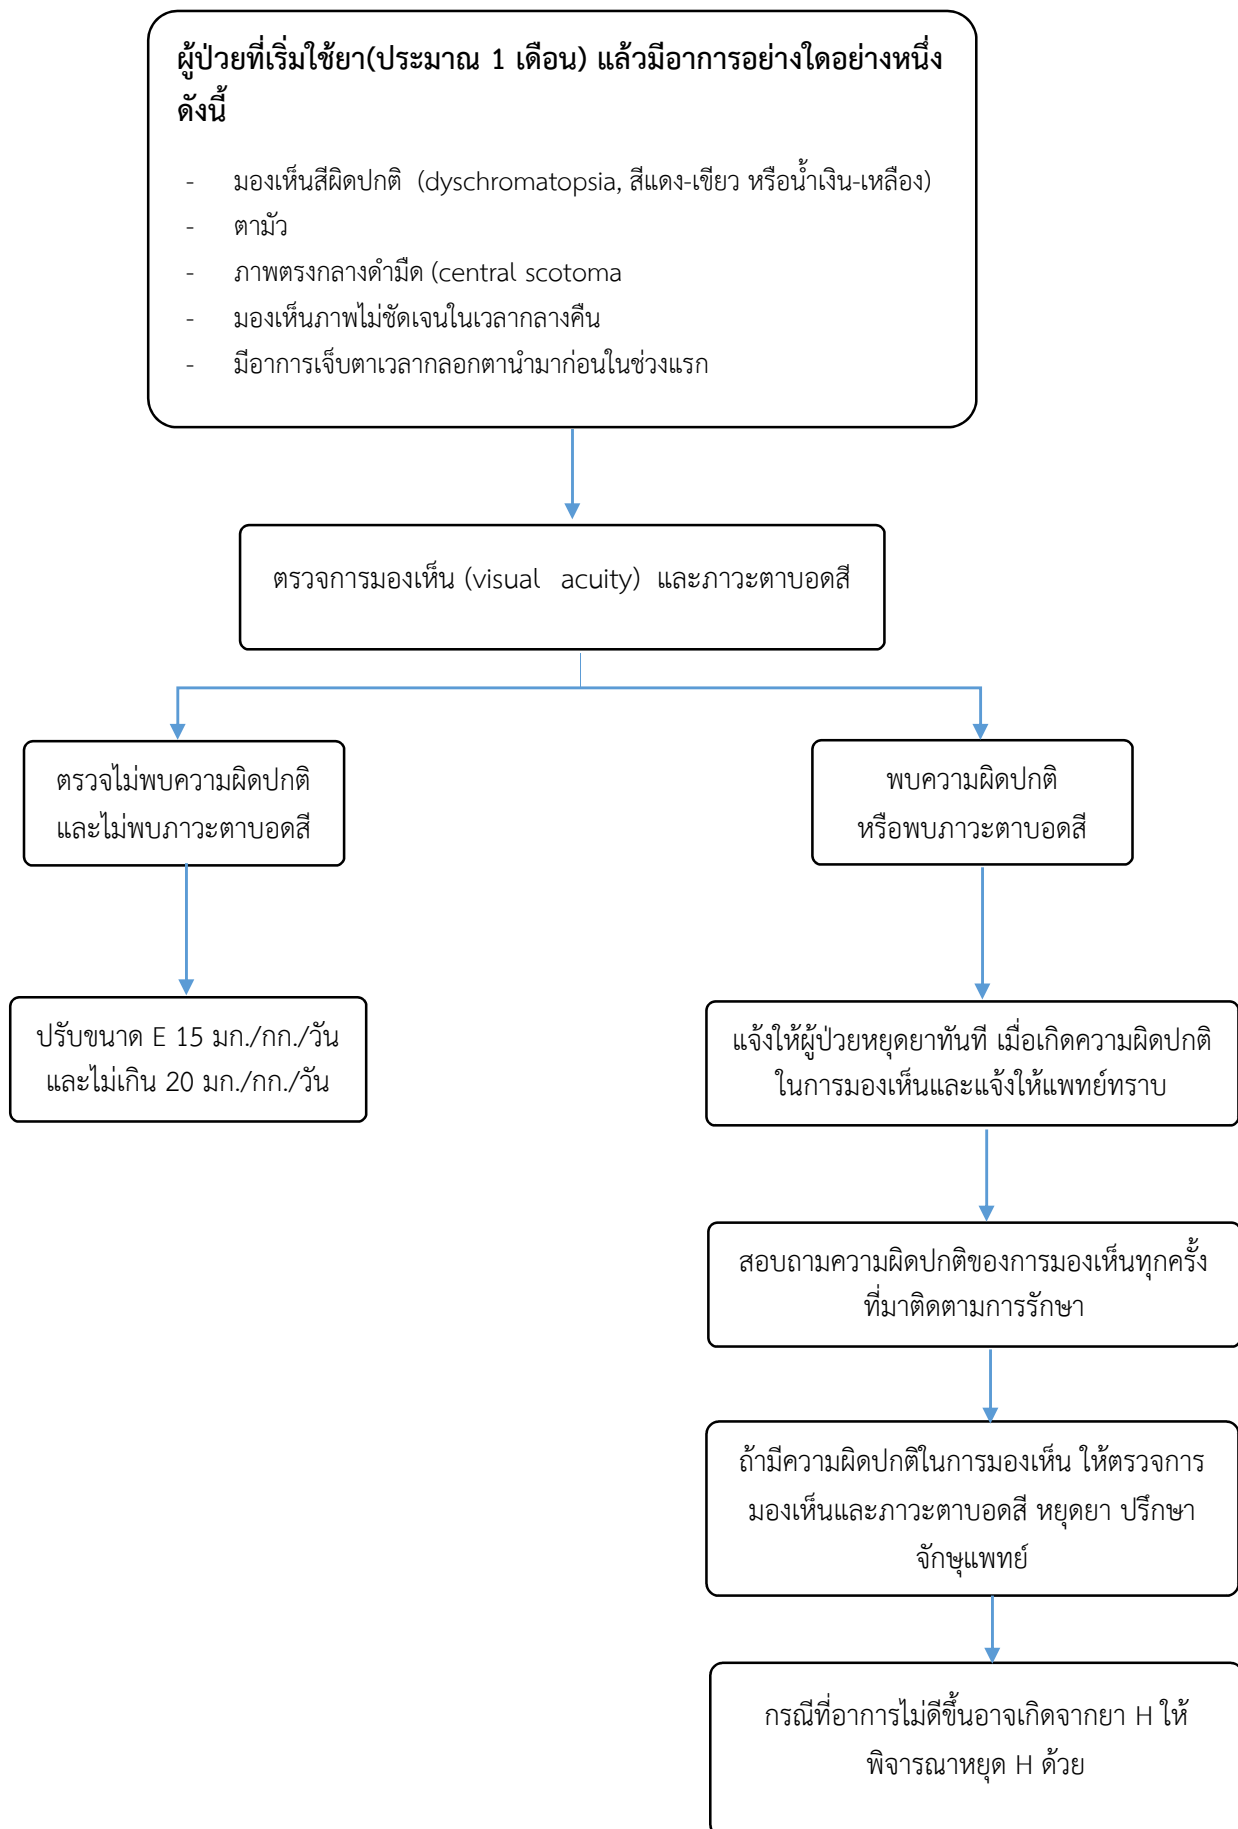 ผู้ป่วยที่เริ่มใช้ยา(ประมาณ 1 เดือน) แล้วมีอาการอย่างใดอย่างหนึ่ง
ดังนี้
- มองเห็นสีผิดปกติ (dyschromatopsia, สีแดง-เขียว หรือน้ำเงิน-เหลือง)
- ตามัว
- ภาพตรงกลางดำมืด (central scotoma
- มองเห็นภาพไม่ชัดเจนในเวลากลางคืน
- มีอาการเจ็บตาเวลากลอกตานำมาก่อนในช่วงแรก
ตรวจการมองเห็น (visual acuity) และภาวะตาบอดสี
ตรวจไม่พบความผิดปกติ
และไม่พบภาวะตาบอดสี
ปรับขนาด E 15 มก./กก./วัน
และไม่เกิน 20 มก./กก./วัน
พบความผิดปกติ
หรือพบภาวะตาบอดสี
แจ้งให้ผู้ป่วยหยุดยาทันที เมื่อเกิดความผิดปกติ
ในการมองเห็นและแจ้งให้แพทย์ทราบ
สอบถามความผิดปกติของการมองเห็นทุกครั้ง
ที่มาติดตามการรักษา
ถ้ามีความผิดปกติในการมองเห็น ให้ตรวจการ
มองเห็นและภาวะตาบอดสี หยุดยา ปรึกษา
จักษุแพทย์
กรณีที่อาการไม่ดีขึ้นอาจเกิดจากยา H ให้
พิจารณาหยุด H ด้วย